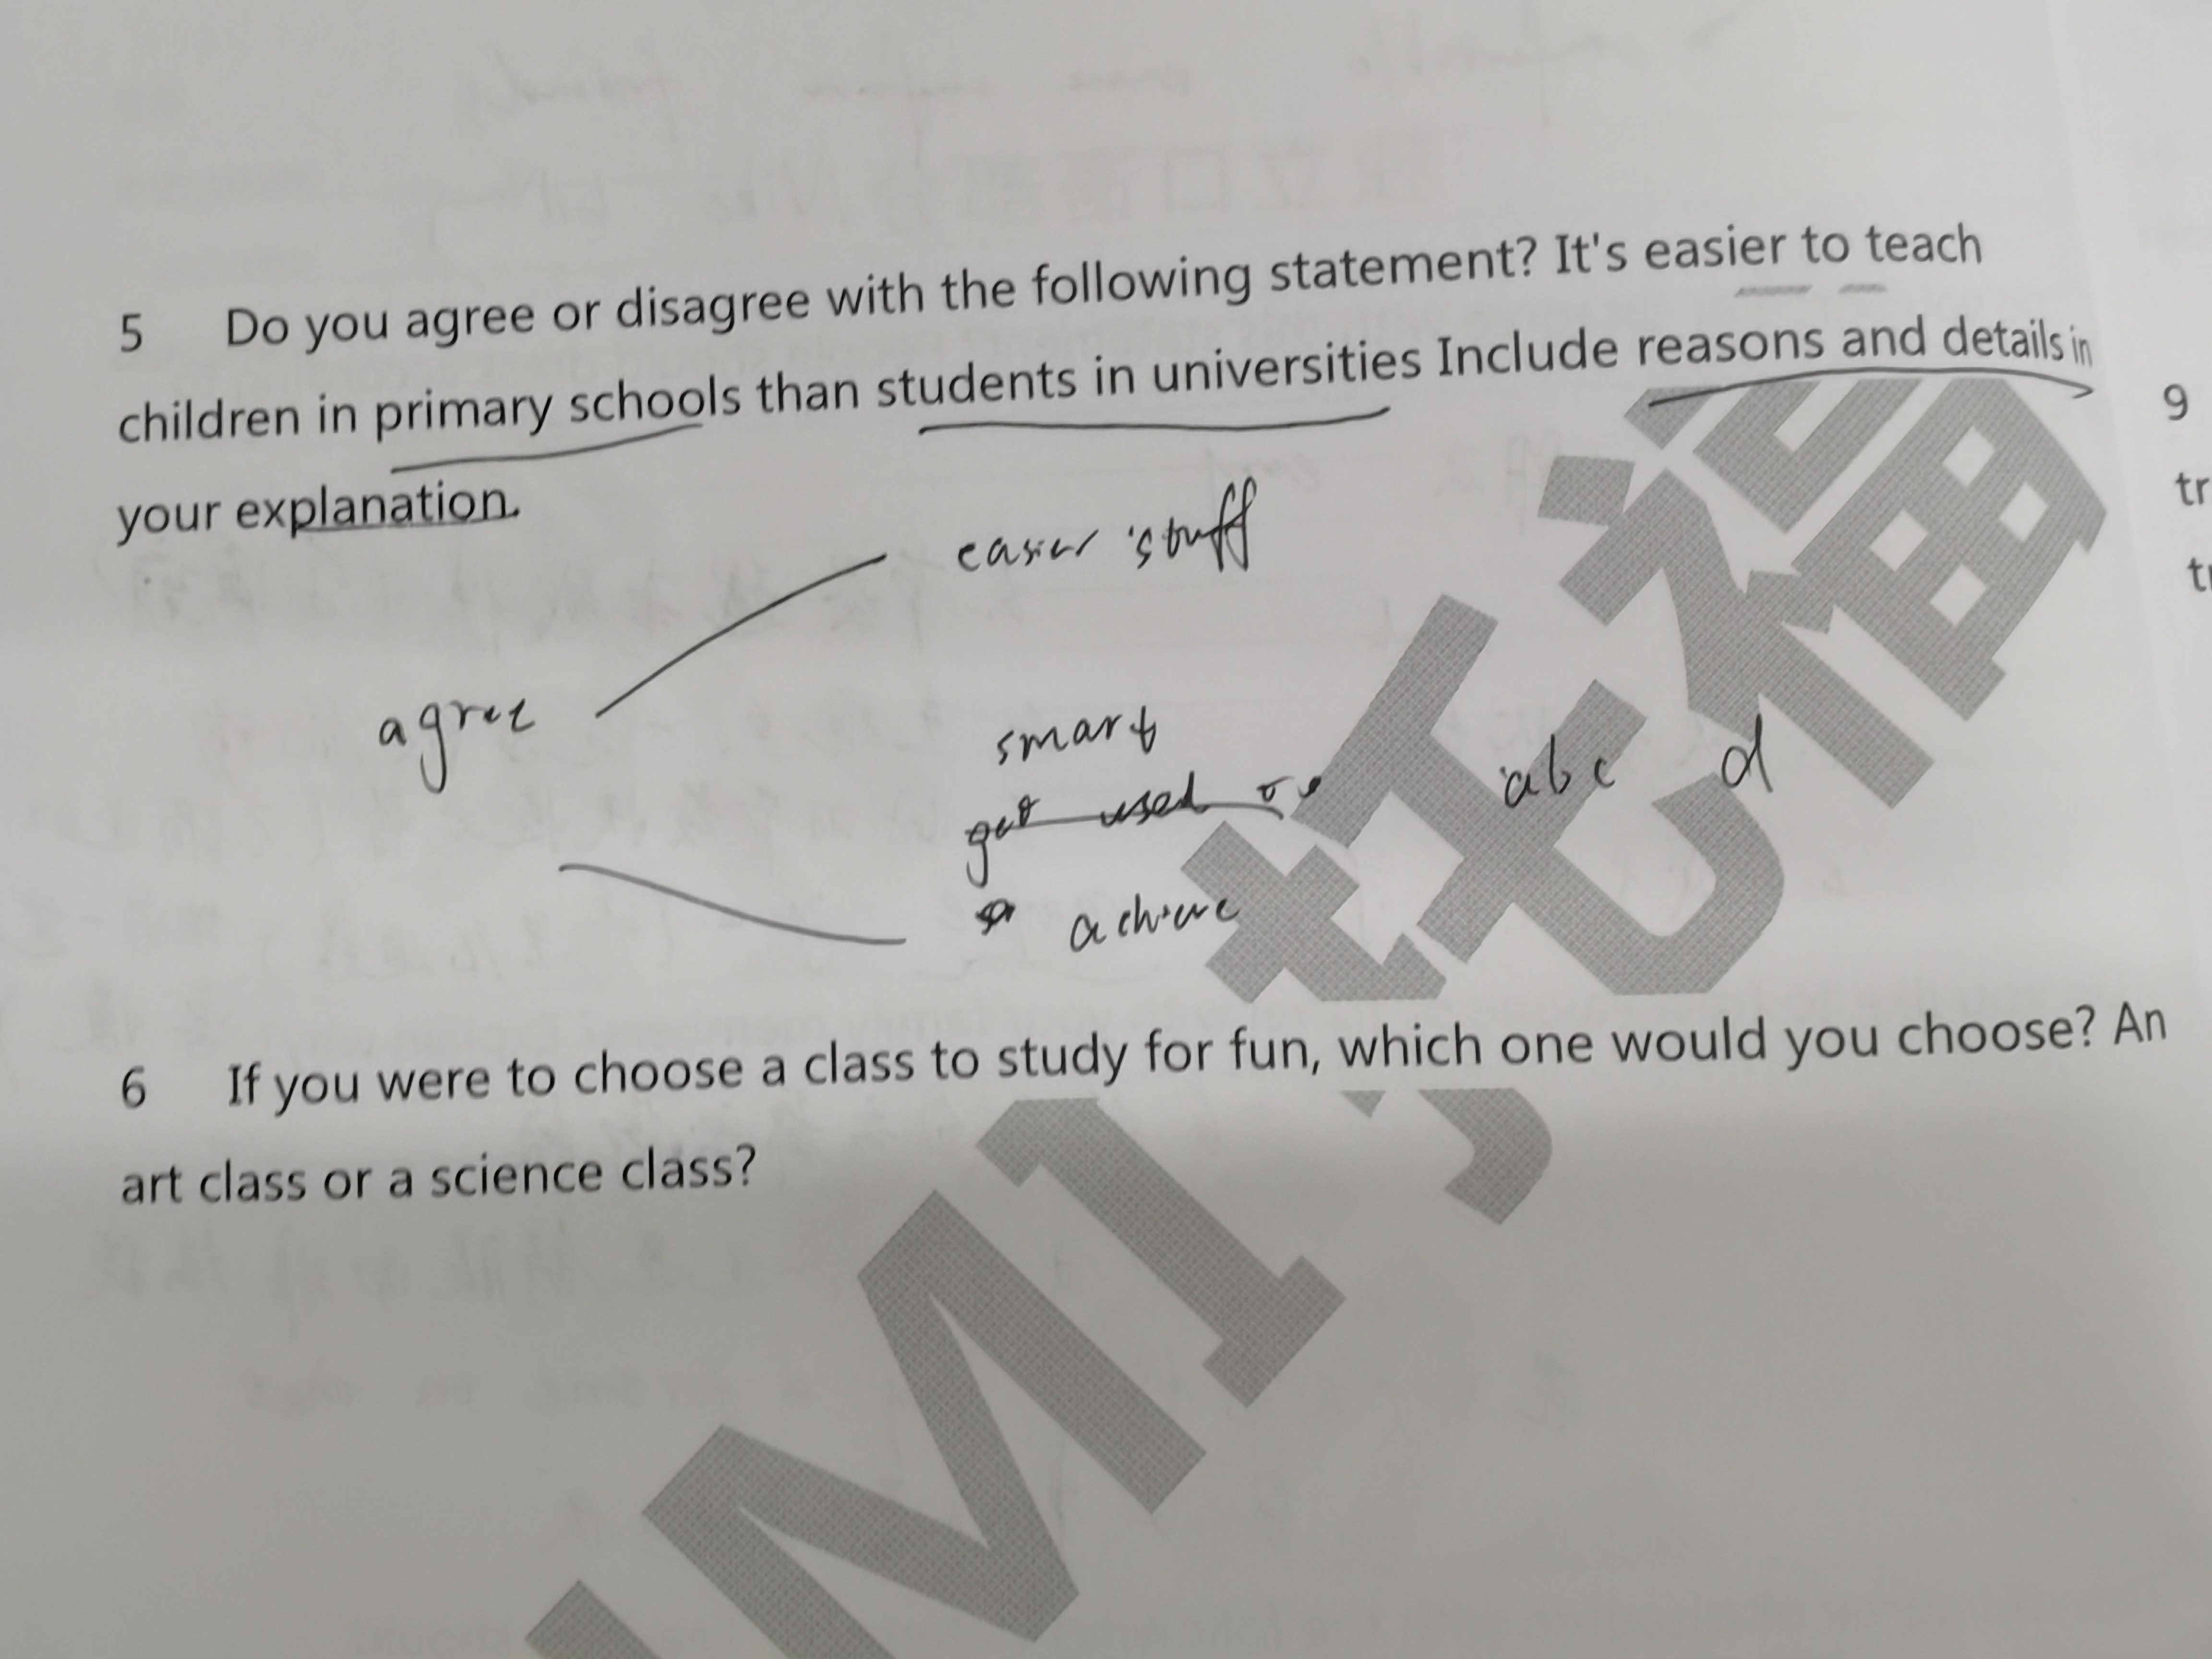 5 Do you agree or disagree with the following statement? It's easier to teach
children in primary schools than students in universities Include reasons and details in
your explanation.
easier stuff
agree
smart
get used
abc d
achieve
6 If you were to choose a class to study for fun, which one would you choose? An
art class or a science class?
9
tr
托福